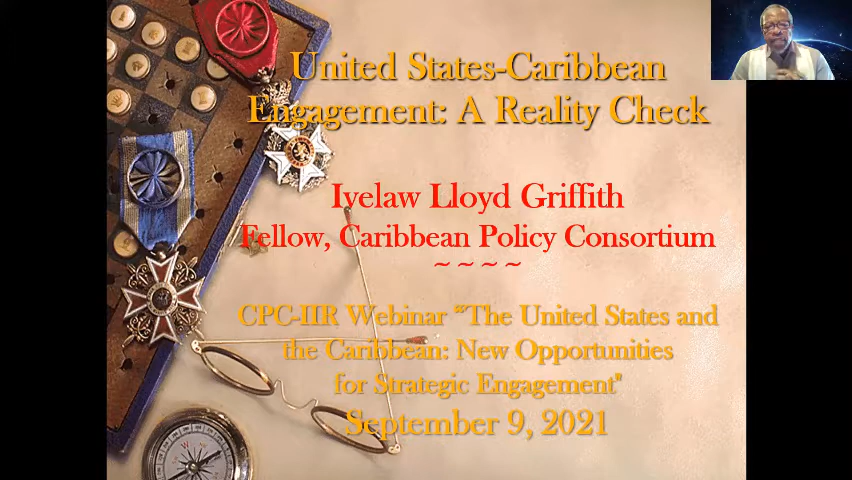 United States-Caribbean
Engagement: A Reality Check
Ivelaw Lloyd Griffith
Fellow, Caribbean Policy Consortium
~ ~ ~ ~
CPC-IIR Webinar “The United States and
the Caribbean: New Opportunities
for Strategic Engagement"
September 9, 2021